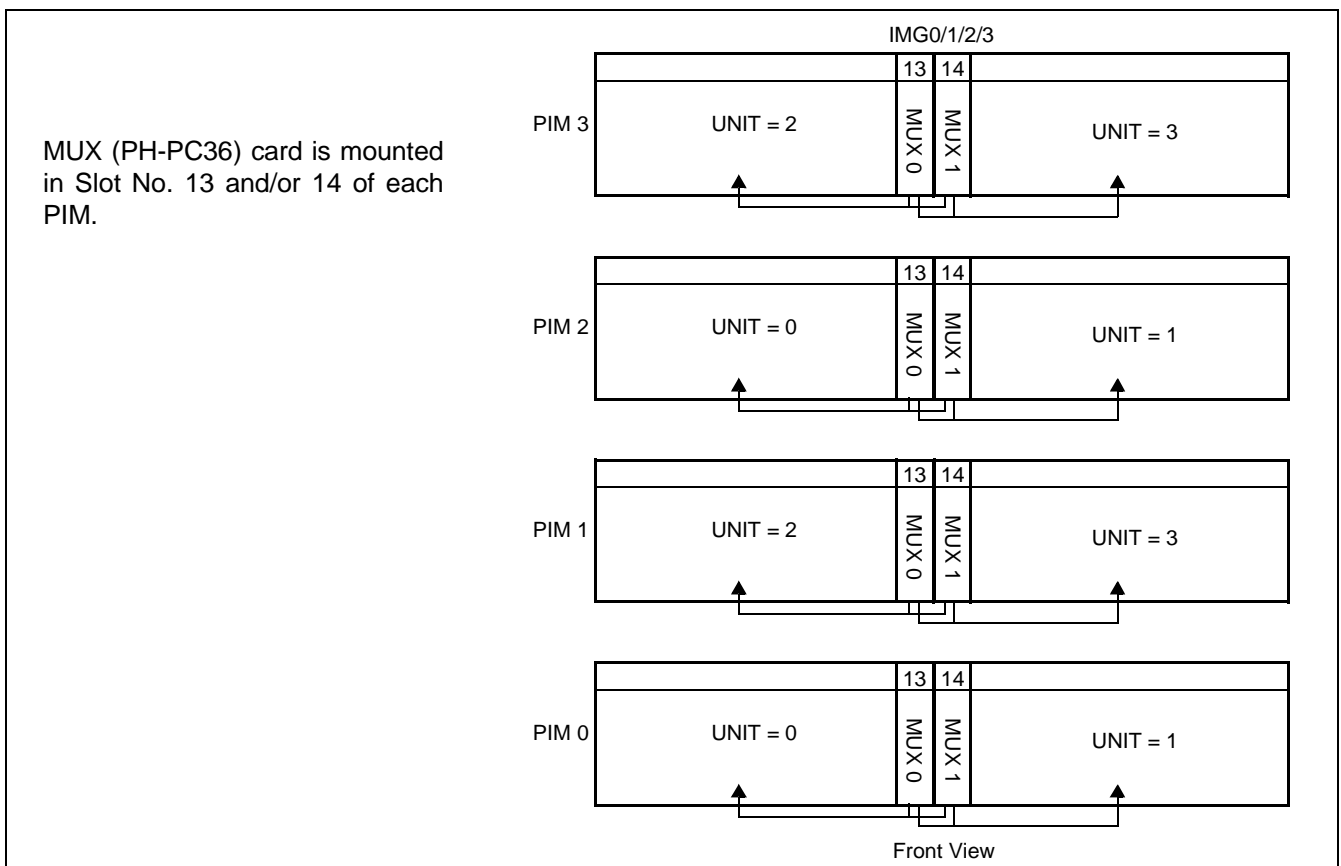 MUX (PH-PC36) card is mounted
in Slot No. 13 and/or 14 of each
PIM.
IMG0/1/2/3
13 14
PIM 3
UNIT = 2
MUX 0
MUX 1
UNIT = 3
13 14
PIM 2
UNIT = 0
MUX 0
MUX 1
UNIT = 1
13 14
PIM 1
UNIT = 2
MUX 0
MUX 1
UNIT = 3
13 14
PIM 0
UNIT = 0
MUX 0
MUX 1
UNIT = 1
Front View